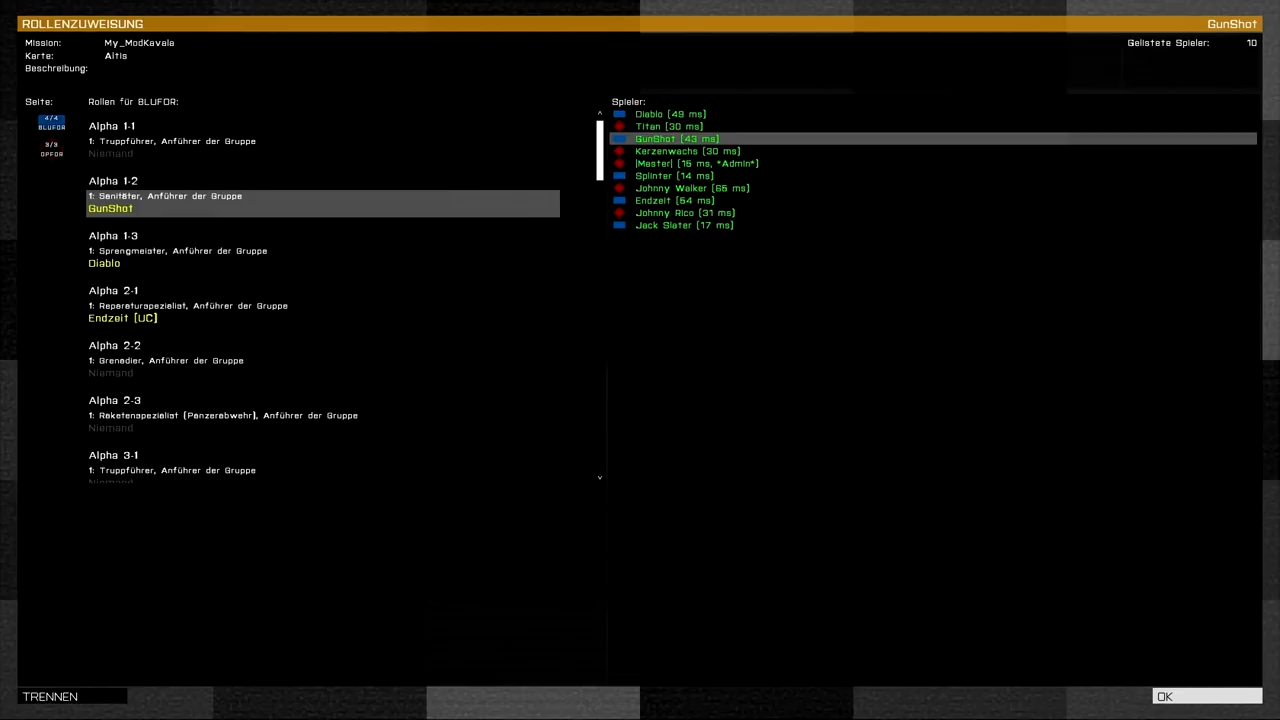 ROLLENZUWEISUNG
GunShot
Mission: My_ModKavala
Gelistete Spieler: 10
Karte: Altis
Beschreibung:
Seite:
Rollen für BLUFOR:
4/4
BLUFOR
3/3
OPFOR
Alpha 1-1
1: Truppführer, Anführer der Gruppe
Niemand
Alpha 1-2
1: Sanitäter, Anführer der Gruppe
GunShot
Alpha 1-3
1: Sprengmeister, Anführer der Gruppe
Diablo
Alpha 2-1
1: Reparaturspezialist, Anführer der Gruppe
Endzeit [UC]
Alpha 2-2
1: Grenadier, Anführer der Gruppe
Niemand
Alpha 2-3
1: Raketenspezialist (Panzerabwehr), Anführer der Gruppe
Niemand
Alpha 3-1
1: Truppführer, Anführer der Gruppe
Niemand
Spieler:
Diablo (49 ms)
Titan (30 ms)
GunShot (43 ms)
Kerzenwachs (30 ms)
|Master| (15 ms, *Admin*)
Splinter (14 ms)
Johnny Walker (65 ms)
Endzeit (54 ms)
Johnny Rico (31 ms)
Jack Slater (17 ms)
TRENNEN
OK